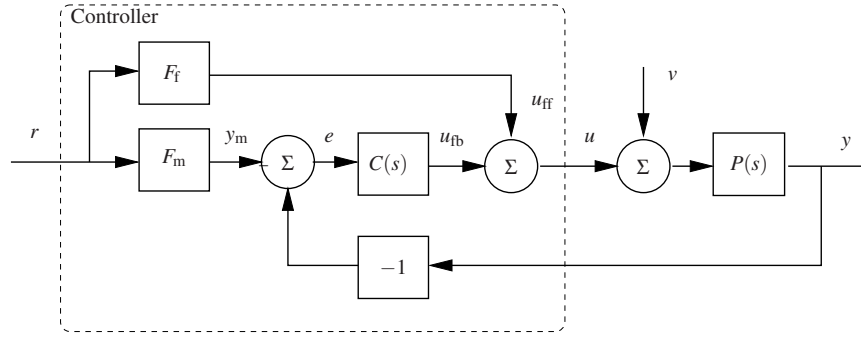 Controller
F_f
u_ff
v
r
F_m
y_m
Σ
e
C(s)
u_fb
Σ
u
Σ
P(s)
y
−1